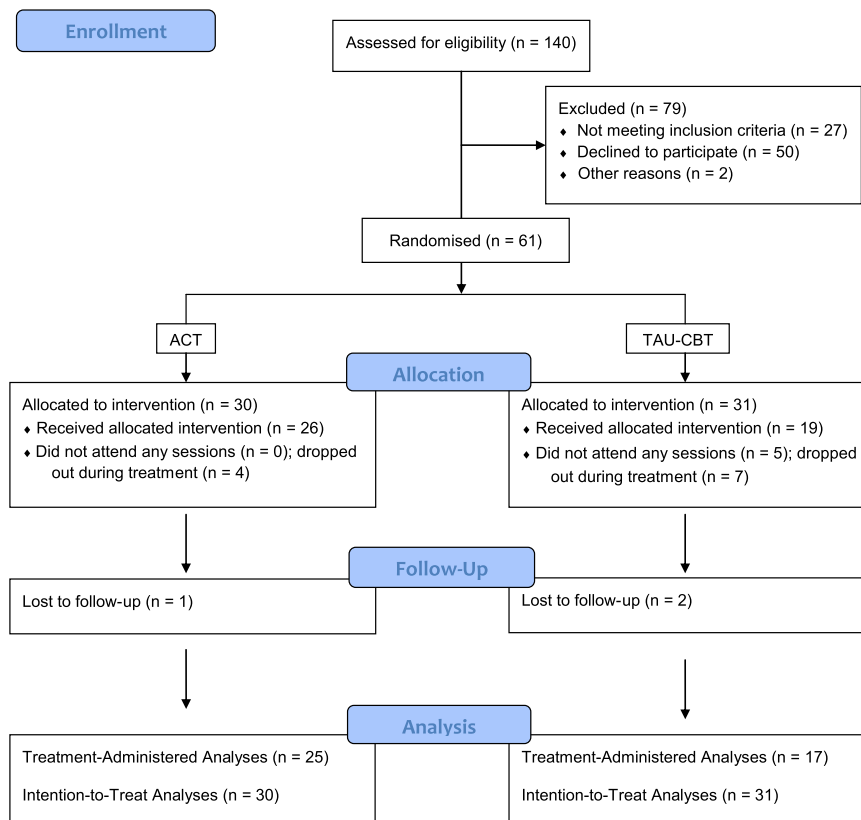 Enrollment
Assessed for eligibility (n = 140)
Excluded (n = 79)
♦ Not meeting inclusion criteria (n = 27)
♦ Declined to participate (n = 50)
♦ Other reasons (n = 2)
Randomised (n = 61)
ACT
TAU-CBT
Allocation
Allocated to intervention (n = 30)
♦ Received allocated intervention (n = 26)
♦ Did not attend any sessions (n = 0); dropped
out during treatment (n = 4)
Allocated to intervention (n = 31)
♦ Received allocated intervention (n = 19)
♦ Did not attend any sessions (n = 5); dropped
out during treatment (n = 7)
Follow-Up
Lost to follow-up (n = 1)
Lost to follow-up (n = 2)
Analysis
Treatment-Administered Analyses (n = 25)
Intention-to-Treat Analyses (n = 30)
Treatment-Administered Analyses (n = 17)
Intention-to-Treat Analyses (n = 31)